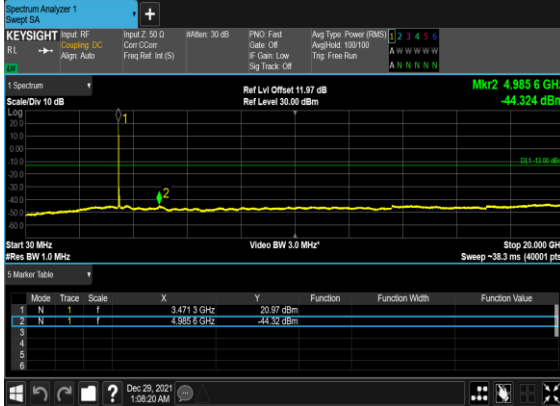 Spectrum Analyzer 1
Swept SA
+
KEYSIGHT
RL
Input: RF
Coupling: DC
Align: Auto
Input Z: 50 Ω
Corr CCorr
Freq Ref: Int (S)
#Atten: 30 dB
PNO: Fast
Gate: Off
IF Gain: Low
Sig Track: Off
Avg Type: Power (RMS)
Avg|Hold: 100/100
Trig: Free Run
1 2 3 4 5 6
A W W W W W
A N N N N N
1 Spectrum
Scale/Div 10 dB
Ref Lvl Offset 11.97 dB
Ref Level 30.00 dBm
Mkr2 4.985 6 GHz
-44.324 dBm
Log
20.0
10.0
0.00
-10.0
-20.0
-30.0
-40.0
-50.0
-60.0
1
2
DL1 -13.00 dBm
Start 30 MHz
#Res BW 1.0 MHz
Video BW 3.0 MHz*
Stop 20.000 GHz
Sweep ~38.3 ms (40001 pts)
5 Marker Table
Mode Trace Scale X Y Function Function Width Function Value
1 N 1 f 3.471 3 GHz 20.97 dBm
2 N 1 f 4.985 6 GHz -44.32 dBm
3
4
5
6
?
Dec 29, 2021
1:08:20 AM